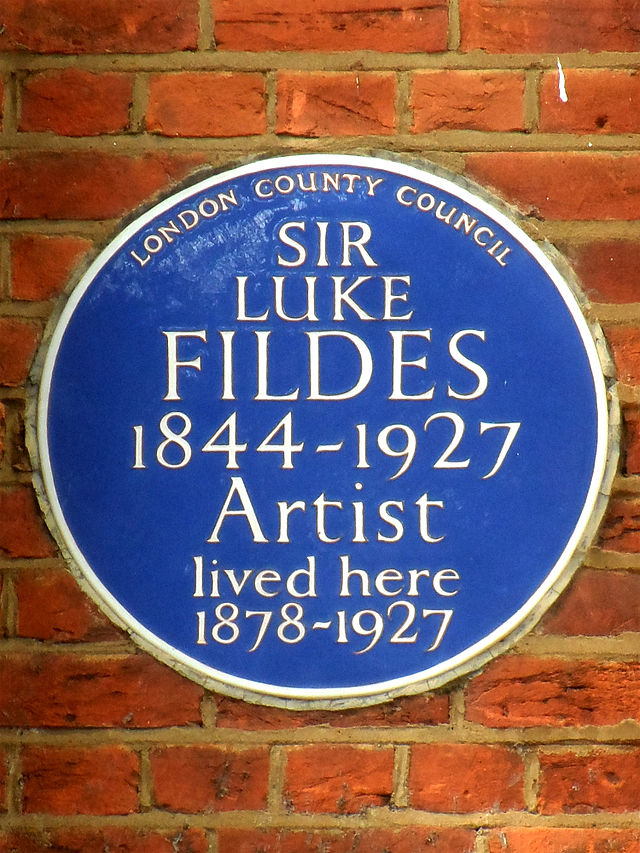 LONDON COUNTY COUNCIL
SIR
LUKE
FILDES
1844-1927
Artist
lived here
1878-1927